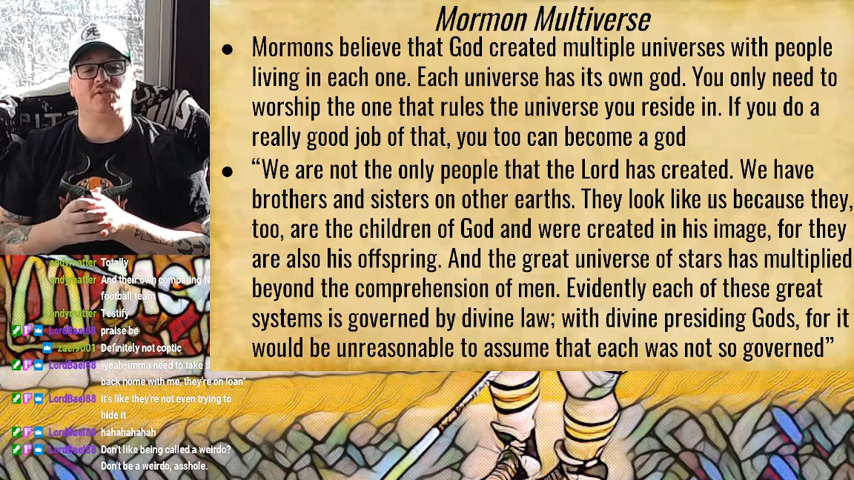 Mormon Multiverse
● Mormons believe that God created multiple universes with people
living in each one. Each universe has its own god. You only need to
worship the one that rules the universe you reside in. If you do a
really good job of that, you too can become a god
● “We are not the only people that the Lord has created. We have
brothers and sisters on other earths. They look like us because they,
too, are the children of God and were created in his image, for they
are also his offspring. And the great universe of stars has multiplied
beyond the comprehension of men. Evidently each of these great
systems is governed by divine law; with divine presiding Gods, for it
would be unreasonable to assume that each was not so governed”
Totally
And their own competing N
football team
Testify
LordBael88 praise be
zael9001 Definitely not coptic
LordBael88 yeah, imma need to take t
back home with me, they're on loan"
LordBael88 it's like they're not even trying to
hide it
LordBael88 hahahahahah
LordBael88 Don't like being called a weirdo?
Don't be a weirdo, asshole.